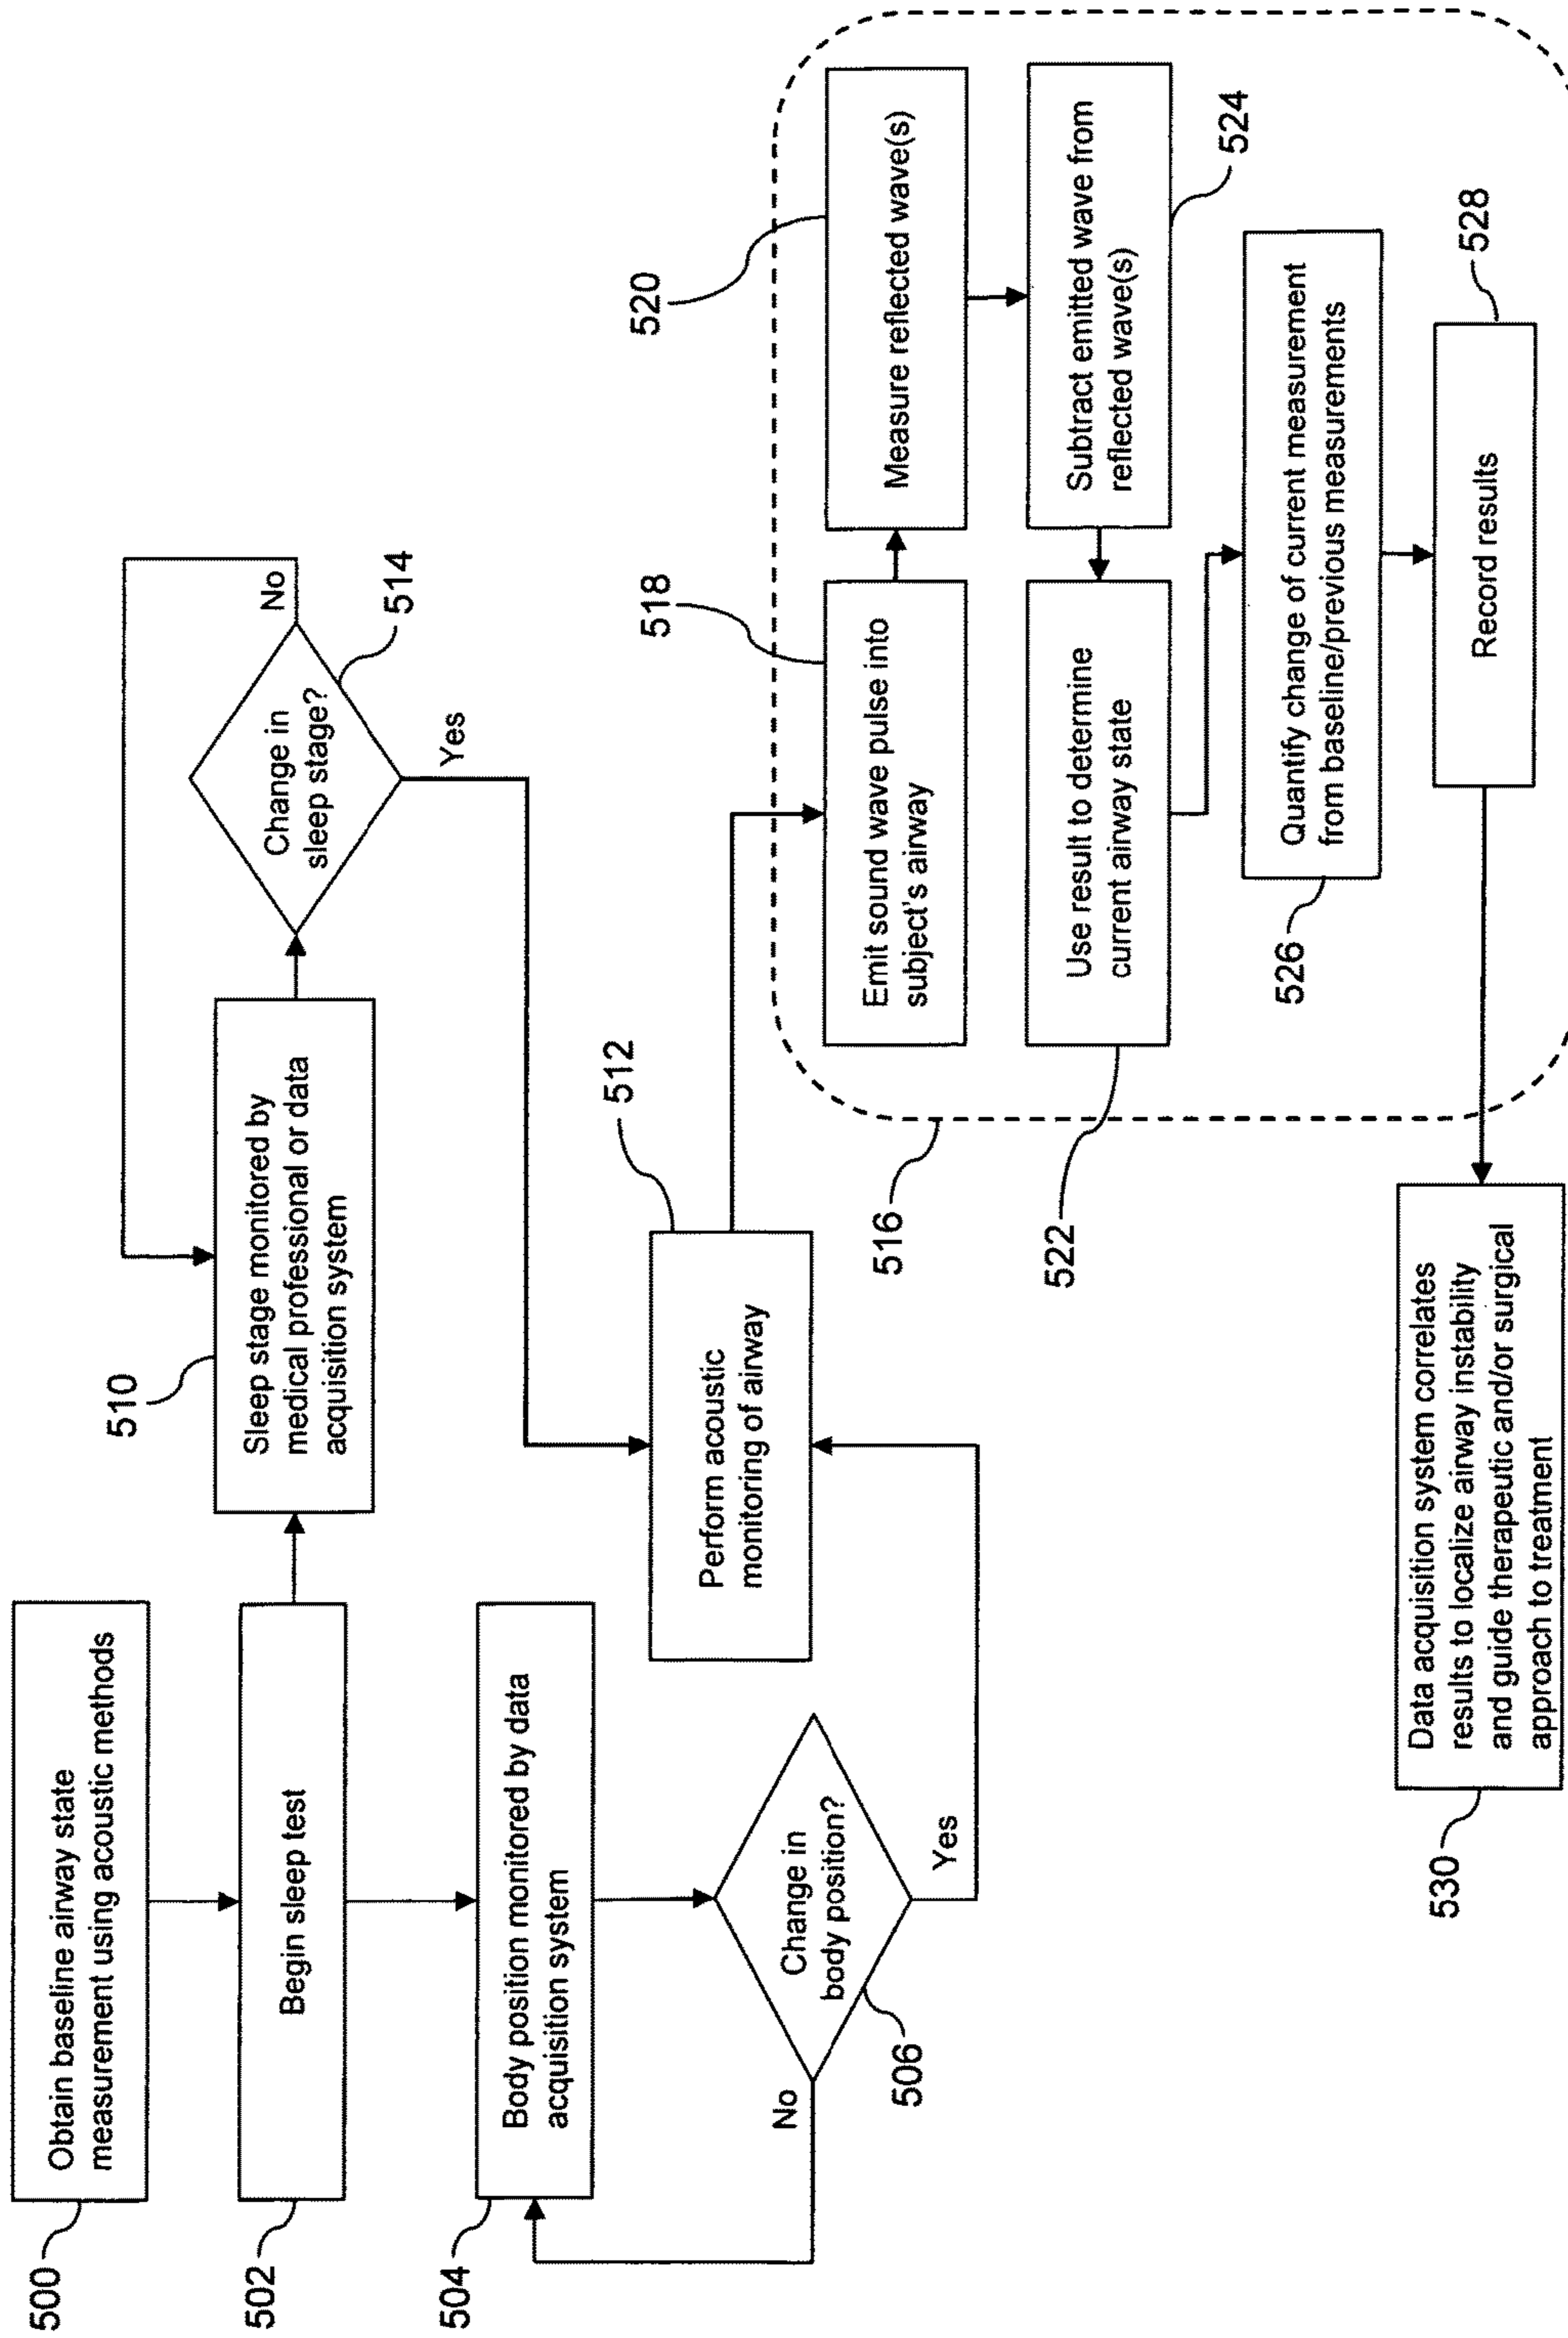 500
Obtain baseline airway state
measurement using acoustic methods
502
Begin sleep test
504
Body position monitored by data
acquisition system
No
Change in
body position?
506
Yes
510
Sleep stage monitored by
medical professional or data
acquisition system
Change in
sleep stage?
No
514
Yes
512
Perform acoustic
monitoring of airway
516
518
Emit sound wave pulse into
subject's airway
520
Measure reflected wave(s)
Subtract emitted wave from
reflected wave(s)
524
522
Use result to determine
current airway state
526
Quantify change of current measurement
from baseline/previous measurements
528
Record results
530
Data acquisition system correlates
results to localize airway instability
and guide therapeutic and/or surgical
approach to treatment